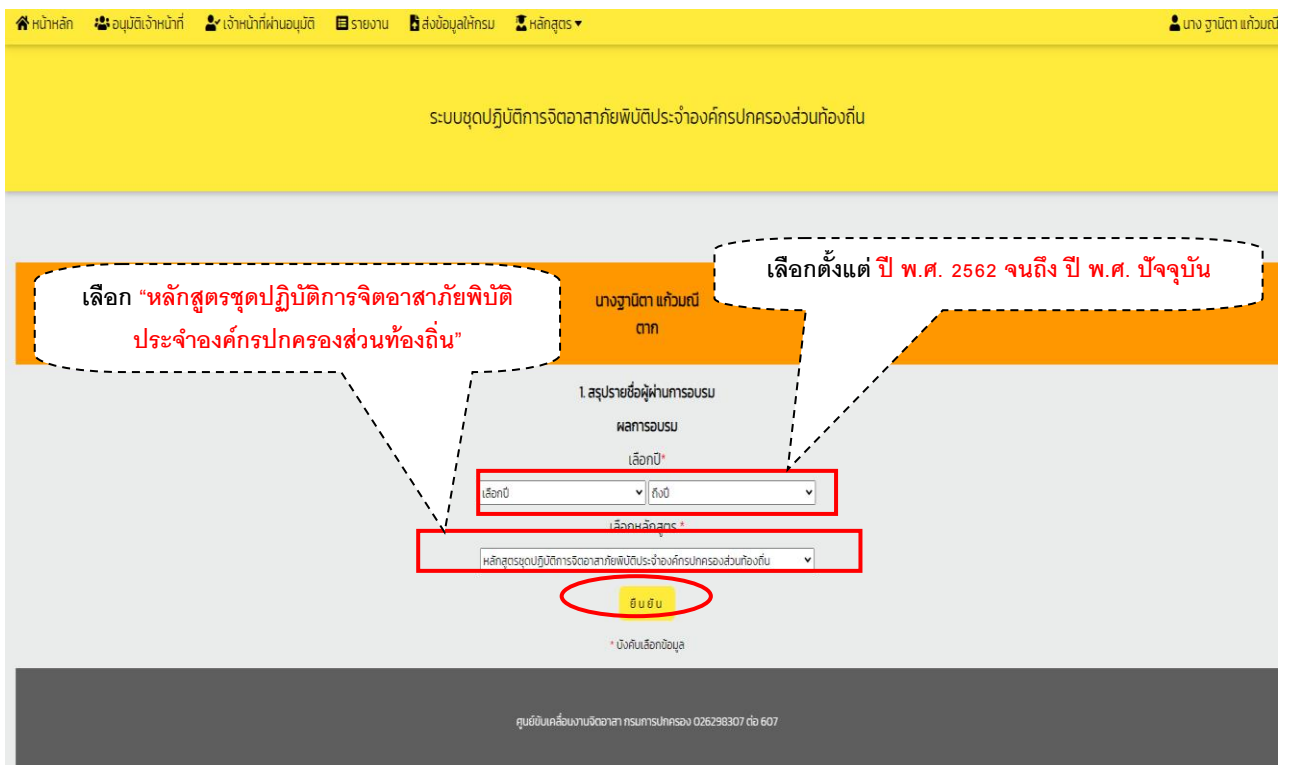 หน้าหลัก อนุมัติเจ้าหน้าที่ เจ้าหน้าที่ผ่านอนุมัติ รายงาน ส่งข้อมูลให้กรม หลักสูตร นาง ฐานิตา แก้วมณี
ระบบชุดปฏิบัติการจิตอาสาภัยพิบัติประจำองค์กรปกครองส่วนท้องถิ่น
เลือกตั้งแต่ ปี พ.ศ. 2562 จนถึง ปี พ.ศ. ปัจจุบัน
เลือก “หลักสูตรชุดปฏิบัติการจิตอาสาภัยพิบัติ
ประจำองค์กรปกครองส่วนท้องถิ่น”
นางฐานิตา แก้วมณี
ตาก
1. สรุปรายชื่อผู้ผ่านการอบรม
ผลการอบรม
เลือกปี*
เลือกปี ถึงปี
เลือกหลักสูตร *
หลักสูตรชุดปฏิบัติการจิตอาสาภัยพิบัติประจำองค์กรปกครองส่วนท้องถิ่น
ยืนยัน
* บังคับเลือกข้อมูล
ศูนย์ขับเคลื่อนงานจิตอาสา กรมการปกครอง 026298307 ต่อ 607